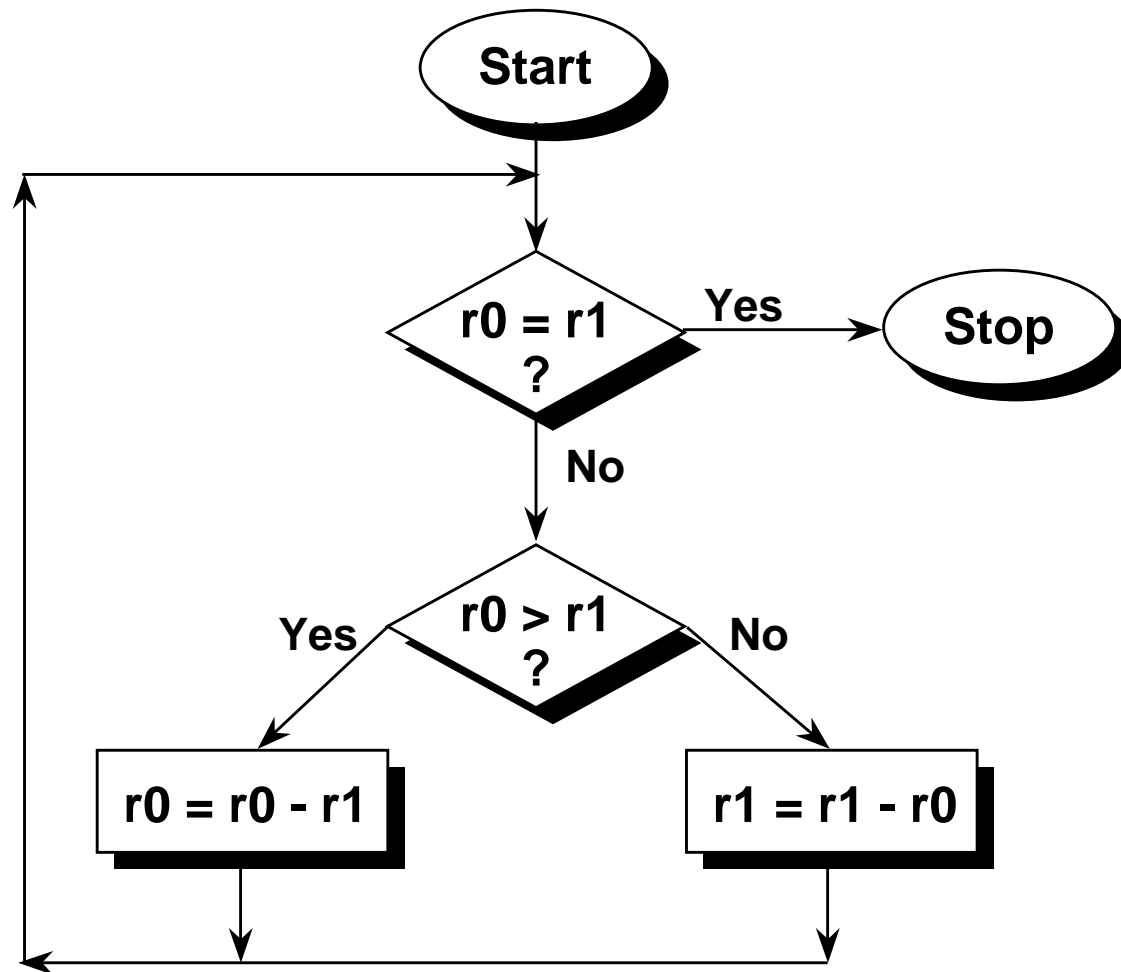 Start
r0 = r1
?
Yes
Stop
No
r0 > r1
?
Yes
No
r0 = r0 - r1
r1 = r1 - r0